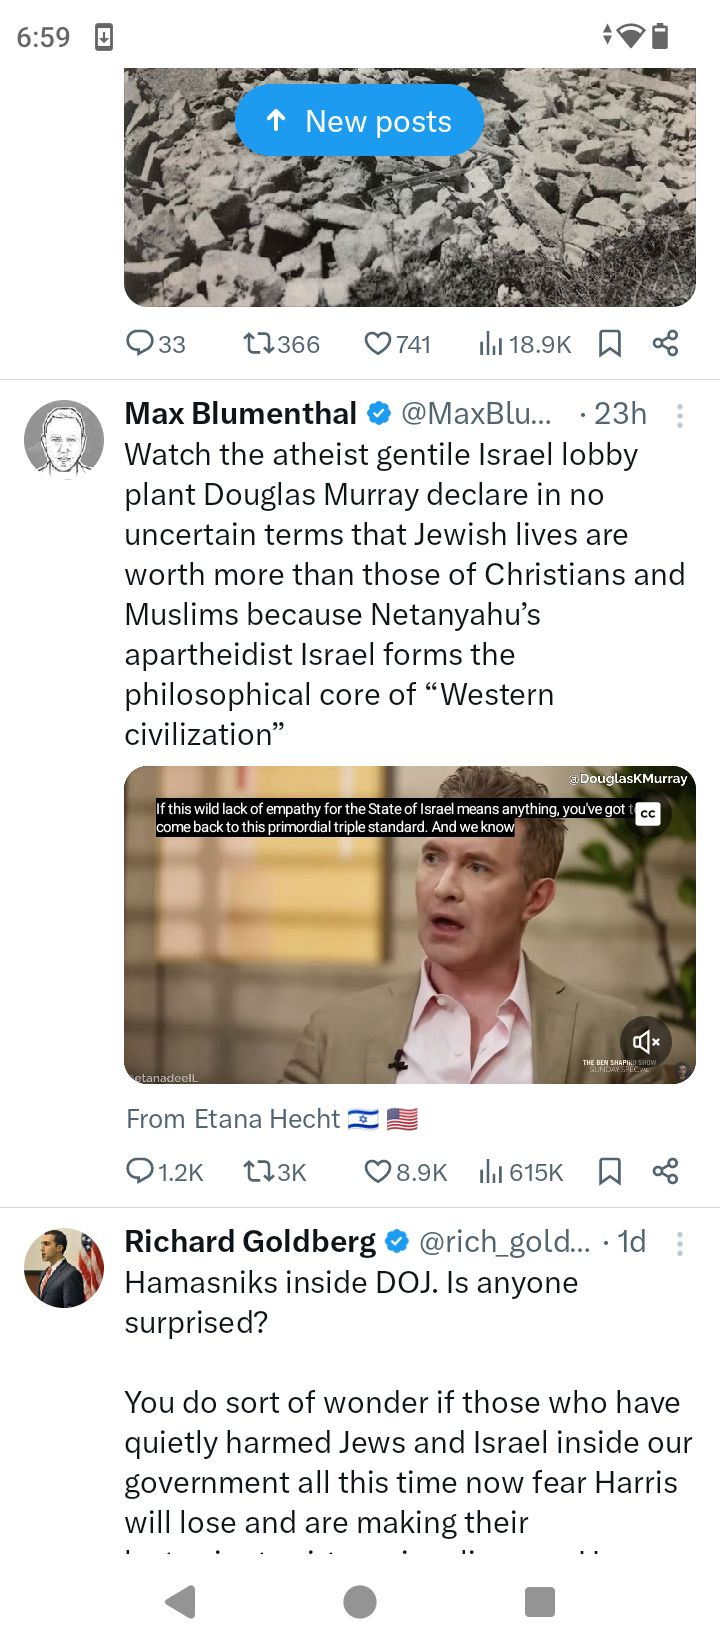 6:59
New posts
33 366 741 18.9K
Max Blumenthal @MaxBlu... · 23h
Watch the atheist gentile Israel lobby
plant Douglas Murray declare in no
uncertain terms that Jewish lives are
worth more than those of Christians and
Muslims because Netanyahu’s
apartheidist Israel forms the
philosophical core of “Western
civilization”
@DouglasKMurray
If this wild lack of empathy for the State of Israel means anything, you've got
come back to this primordial triple standard. And we know
CC
THE BEN SHAPIRO SHOW
SUNDAY SPECIAL
etanadeeIL
From Etana Hecht
1.2K 3K 8.9K 615K
Richard Goldberg @rich_gold... · 1d
Hamasniks inside DOJ. Is anyone
surprised?
You do sort of wonder if those who have
quietly harmed Jews and Israel inside our
government all this time now fear Harris
will lose and are making their